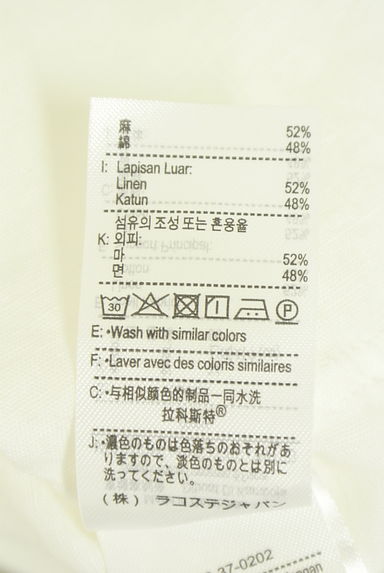 麻 52%
綿 48%
I: Lapisan Luar:
Linen 52%
Katun 48%
섬유의 조성 또는 혼용율
K: 외피:
마 52%
면 48%
30 P
E: •Wash with similar colors
F: •Laver avec des coloris similaires
C: •与相似颜色的制品一同水洗
拉科斯特®
J: •濃色のものは色落ちのおそれがあ
りますので、淡色のものとは別に
洗ってください。
(株) ラコステジャパン
37-0202